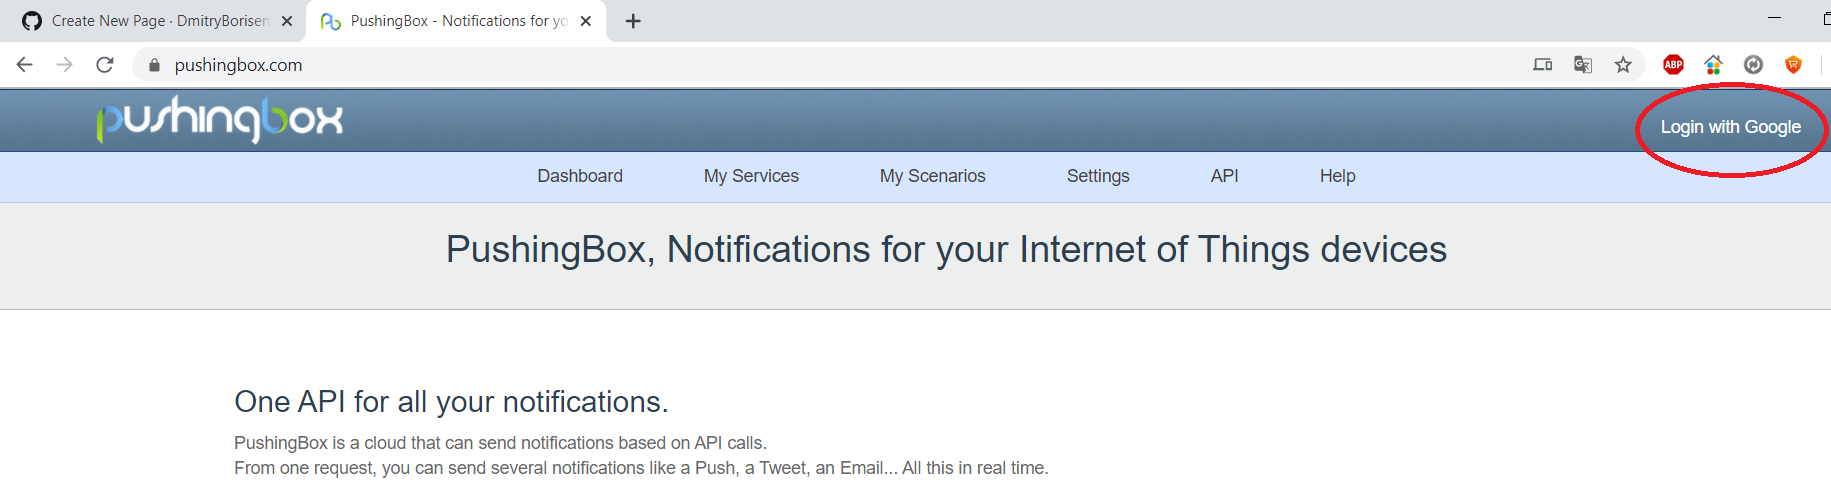 Create New Page · DmitryBorisen
PushingBox - Notifications for yo
pushingbox.com
ABP
pushingbox
Login with Google
Dashboard My Services My Scenarios Settings API Help
PushingBox, Notifications for your Internet of Things devices
One API for all your notifications.
PushingBox is a cloud that can send notifications based on API calls.
From one request, you can send several notifications like a Push, a Tweet, an Email... All this in real time.